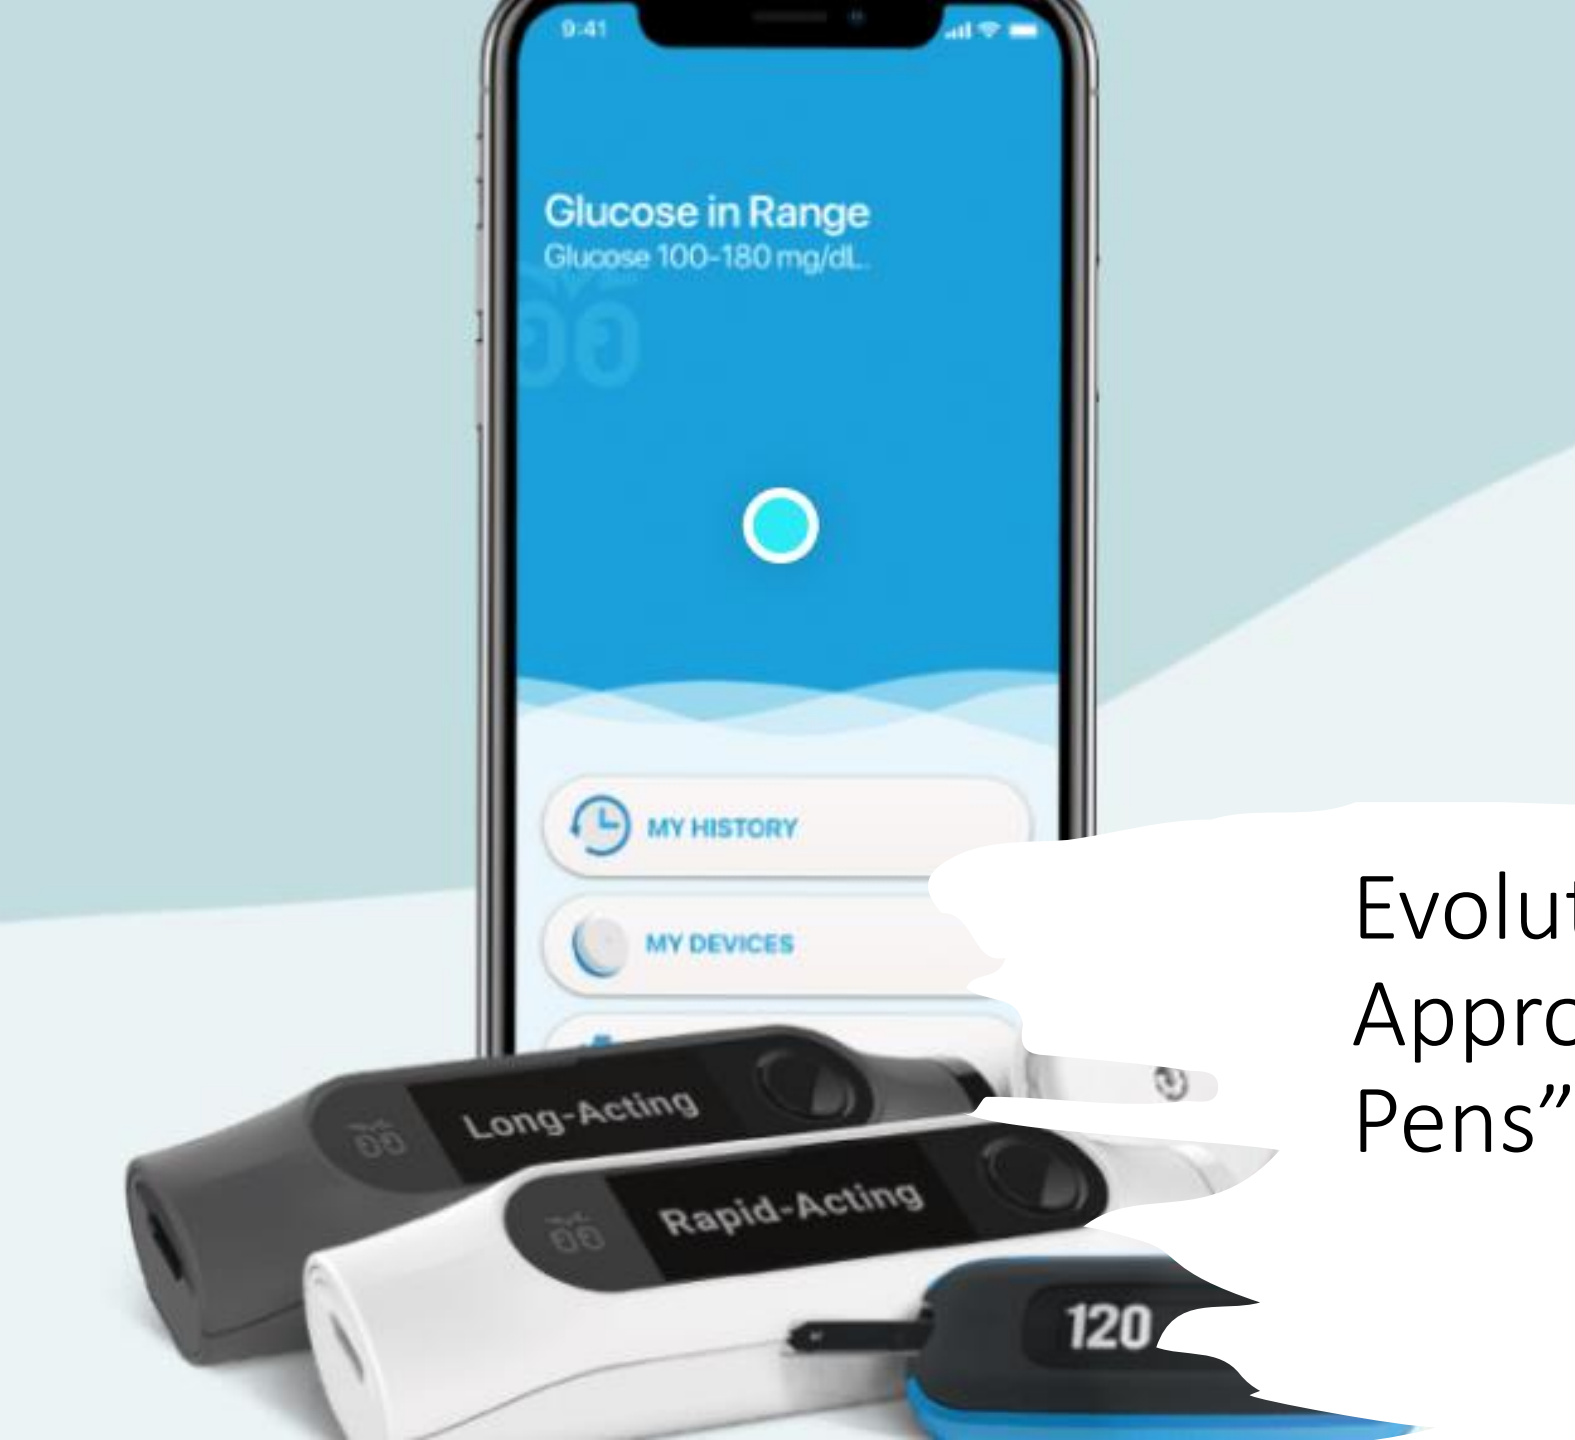 9:41
Glucose in Range
Glucose 100-180 mg/dL.
MY HISTORY
MY DEVICES
Long-Acting
Rapid-Acting
120
Evolut
Appro
Pens”